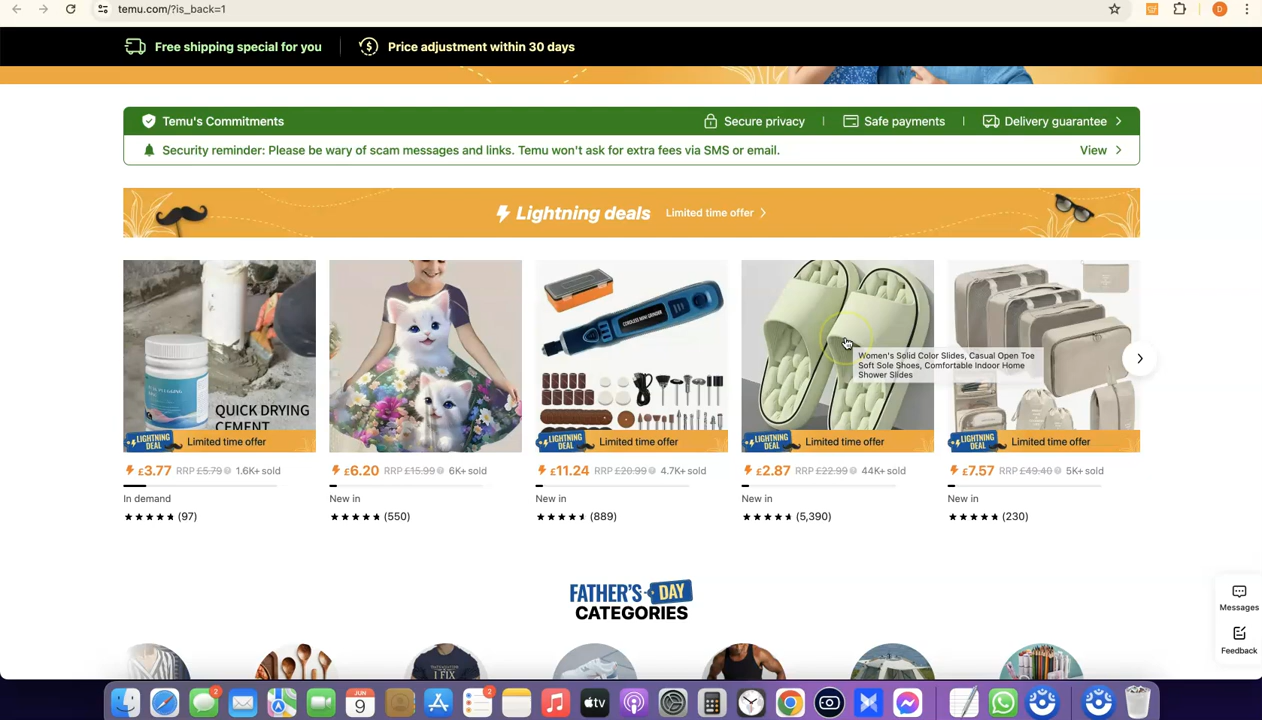 temu.com/?is_back=1
D
Free shipping special for you
Price adjustment within 30 days
Temu's Commitments
Secure privacy
Safe payments
Delivery guarantee
Security reminder: Please be wary of scam messages and links. Temu won't ask for extra fees via SMS or email.
View
Lightning deals
Limited time offer
QUICK DRYING
CEMENT
LIGHTNING
DEAL
Limited time offer
£3.77 RRP £5.79 1.6K+ sold
In demand
(97)
£6.20 RRP £15.99 6K+ sold
New in
(550)
CORDLESS MINI GRINDER
LIGHTNING
DEAL
Limited time offer
£11.24 RRP £20.99 4.7K+ sold
New in
(889)
Women's Solid Color Slides, Casual Open Toe
Soft Sole Shoes, Comfortable Indoor Home
Shower Slides
LIGHTNING
DEAL
Limited time offer
£2.87 RRP £22.99 44K+ sold
New in
(5,390)
LIGHTNING
DEAL
Limited time offer
£7.57 RRP £49.40 5K+ sold
New in
(230)
FATHER'S DAY
CATEGORIES
I FIX
Messages
Feedback
2
JUN
9
2
tv